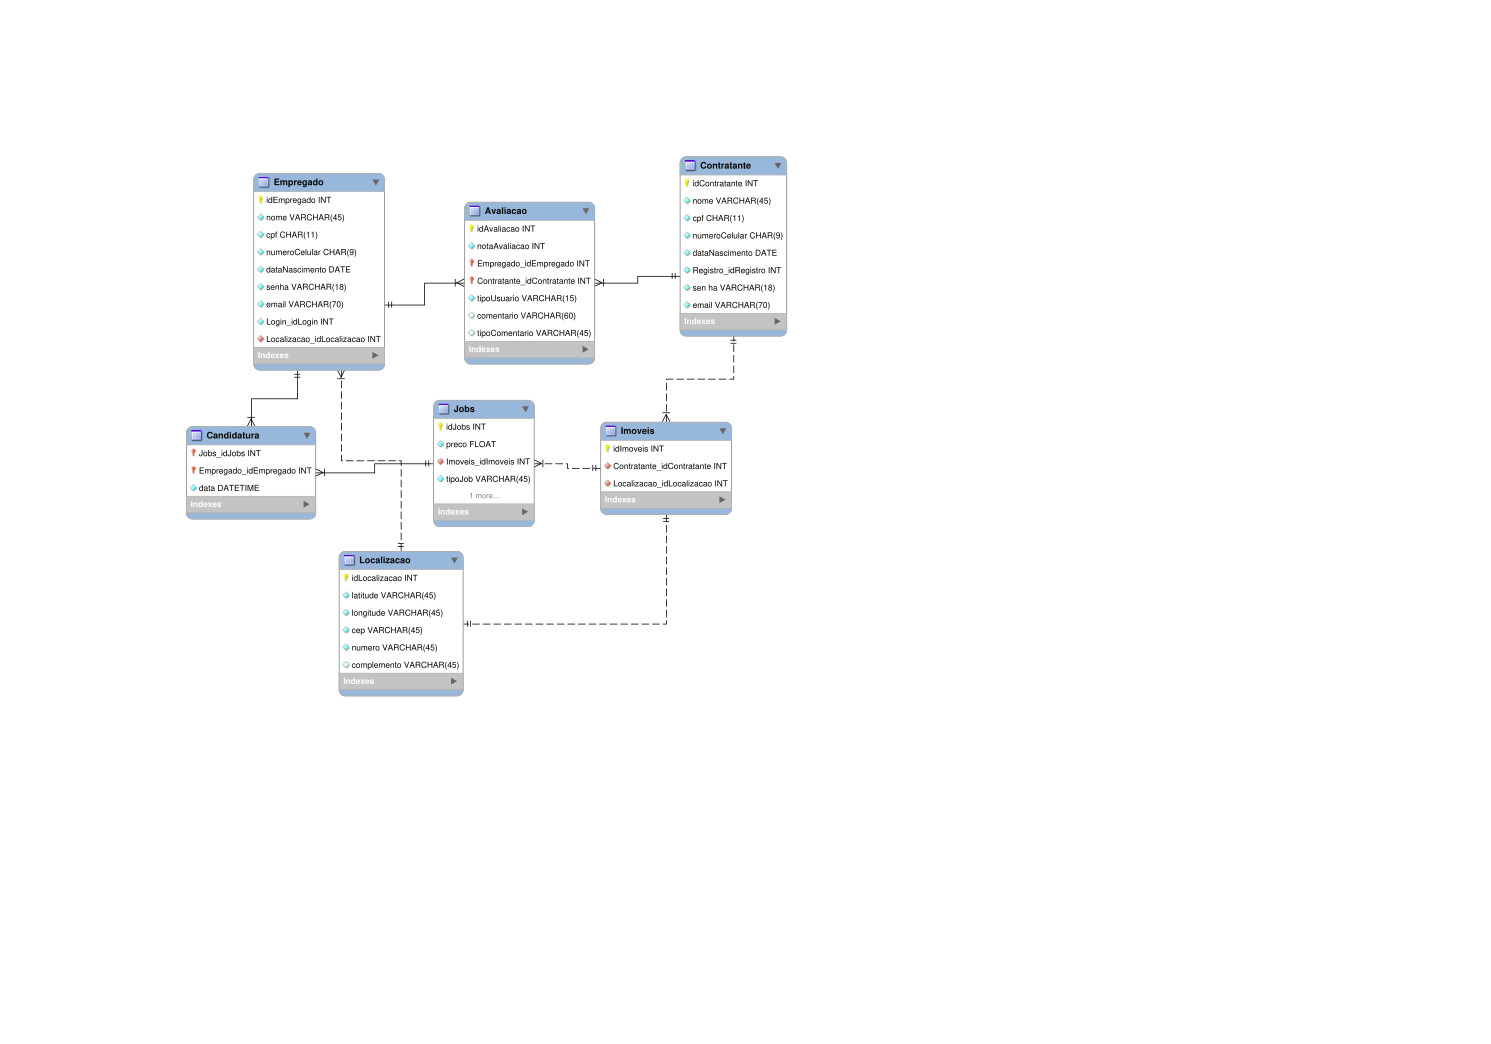 Empregado
idEmpregado INT
nome VARCHAR(45)
cpf CHAR(11)
numeroCelular CHAR(9)
dataNascimento DATE
senha VARCHAR(18)
email VARCHAR(70)
Login_idLogin INT
Localizacao_idLocalizacao INT
Indexes
Avaliacao
idAvaliacao INT
notaAvaliacao INT
Empregado_idEmpregado INT
Contratante_idContratante INT
tipoUsuario VARCHAR(15)
comentario VARCHAR(60)
tipoComentario VARCHAR(45)
Indexes
Contratante
idContratante INT
nome VARCHAR(45)
cpf CHAR(11)
numeroCelular CHAR(9)
dataNascimento DATE
Registro_idRegistro INT
sen ha VARCHAR(18)
email VARCHAR(70)
Indexes
Candidatura
Jobs_idJobs INT
Empregado_idEmpregado INT
data DATETIME
Indexes
Jobs
idJobs INT
preco FLOAT
Imoveis_idImoveis INT
tipoJob VARCHAR(45)
1 more...
Indexes
Imoveis
idImoveis INT
Contratante_idContratante INT
Localizacao_idLocalizacao INT
Indexes
Localizacao
idLocalizacao INT
latitude VARCHAR(45)
longitude VARCHAR(45)
cep VARCHAR(45)
numero VARCHAR(45)
complemento VARCHAR(45)
Indexes